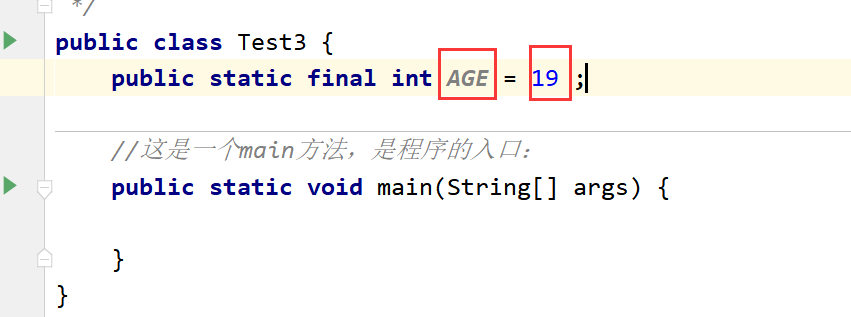 */
public class Test3 {
public static final int AGE = 19 ;
//这是一个main方法，是程序的入口：
public static void main(String[] args) {
}
}